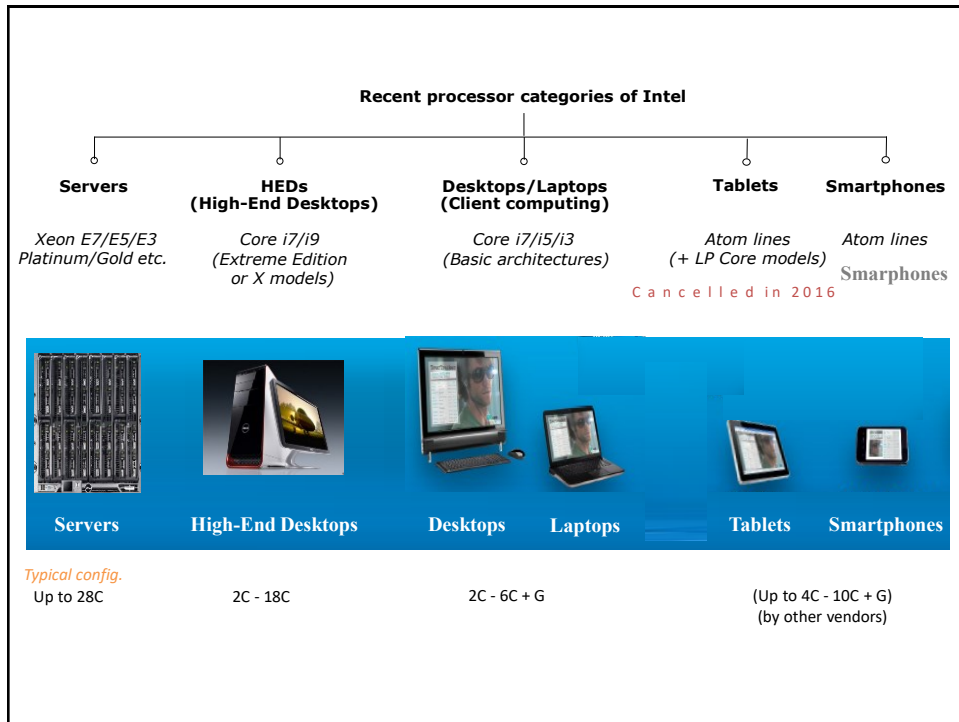 Recent processor categories of Intel
Servers
HEDs
(High-End Desktops)
Desktops/Laptops
(Client computing)
Tablets
Smartphones
Xeon E7/E5/E3
Platinum/Gold etc.
Core i7/i9
(Extreme Edition
or X models)
Core i7/i5/i3
(Basic architectures)
Atom lines
(+ LP Core models)
Atom lines
Smarphones
Cancelled in 2016
Servers
High-End Desktops
Desktops
Laptops
Tablets
Smartphones
Typical config.
Up to 28C
2C - 18C
2C - 6C + G
(Up to 4C - 10C + G)
(by other vendors)